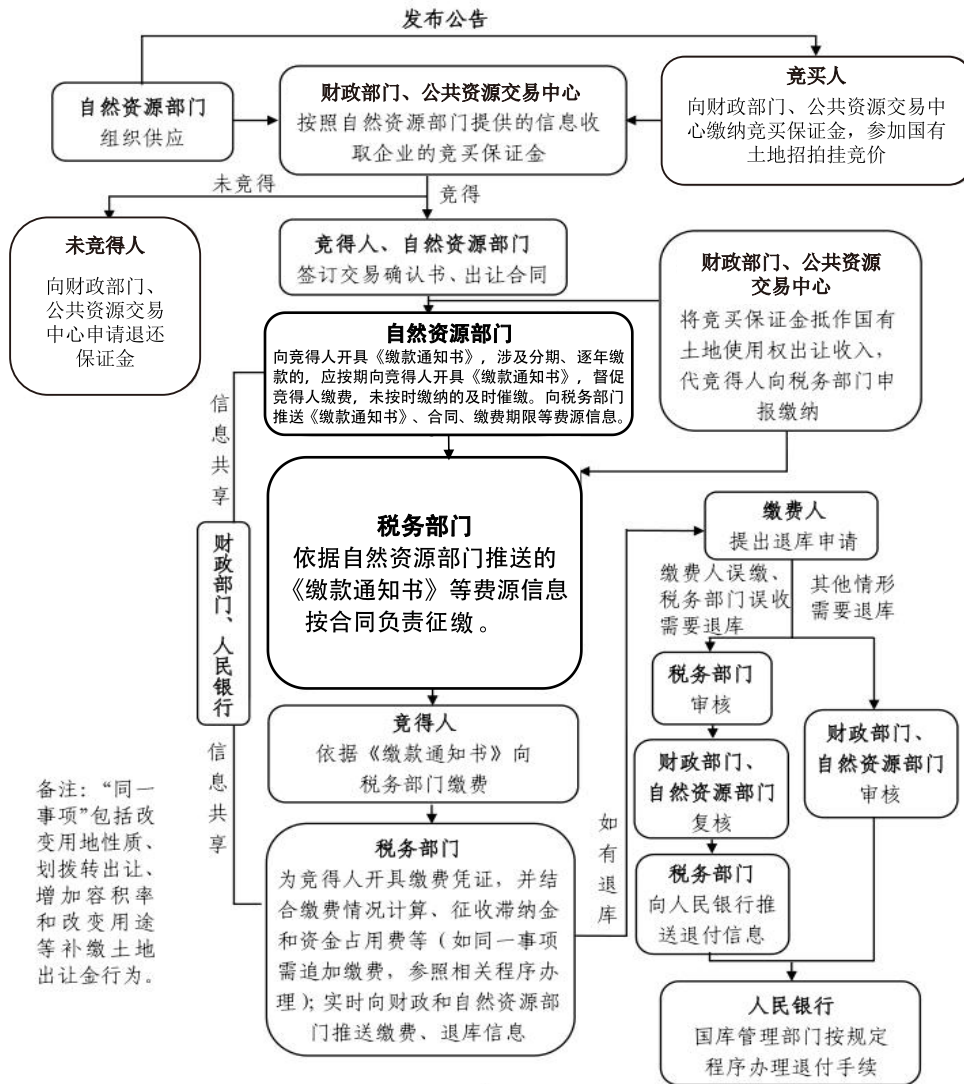 发布公告
自然资源部门
组织供应
财政部门、公共资源交易中心
按照自然资源部门提供的信息收
取企业的竞买保证金
竞买人
向财政部门、公共资源交易中
心缴纳竞买保证金，参加国有
土地招拍挂竞价
未竞得
竞得
未竞得人
向财政部门、
公共资源交易
中心申请退还
保证金
竞得人、自然资源部门
签订交易确认书、出让合同
财政部门、公共资源
交易中心
将竞买保证金抵作国有
土地使用权出让收入，
代竞得人向税务部门申
报缴纳
自然资源部门
向竞得人开具《缴款通知书》，涉及分期、逐年缴
款的，应按期向竞得人开具《缴款通知书》，督促
竞得人缴费，未按时缴纳的及时催缴。向税务部门
推送《缴款通知书》、合同、缴费期限等费源信息。
信息共享
财政部门、人民银行
信息共享
税务部门
依据自然资源部门推送的
《缴款通知书》等费源信息
按合同负责征缴。
竞得人
依据《缴款通知书》向
税务部门缴费
税务部门
为竞得人开具缴费凭证，并结
合缴费情况计算、征收滞纳金
和资金占用费等（如同一事项
需追加缴费，参照相关程序办
理）；实时向财政和自然资源部
门推送缴费、退库信息
如有退库
缴费人
提出退库申请
缴费人误缴、
税务部门误收
需要退库
其他情形
需要退库
税务部门
审核
财政部门、
自然资源部门
复核
税务部门
向人民银行推
送退付信息
财政部门、
自然资源部门
审核
人民银行
国库管理部门按规定
程序办理退付手续
备注：“同一
事项”包括改
变用地性质、
划拨转出让、
增加容积率
和改变用途
等补缴土地
出让金行为。